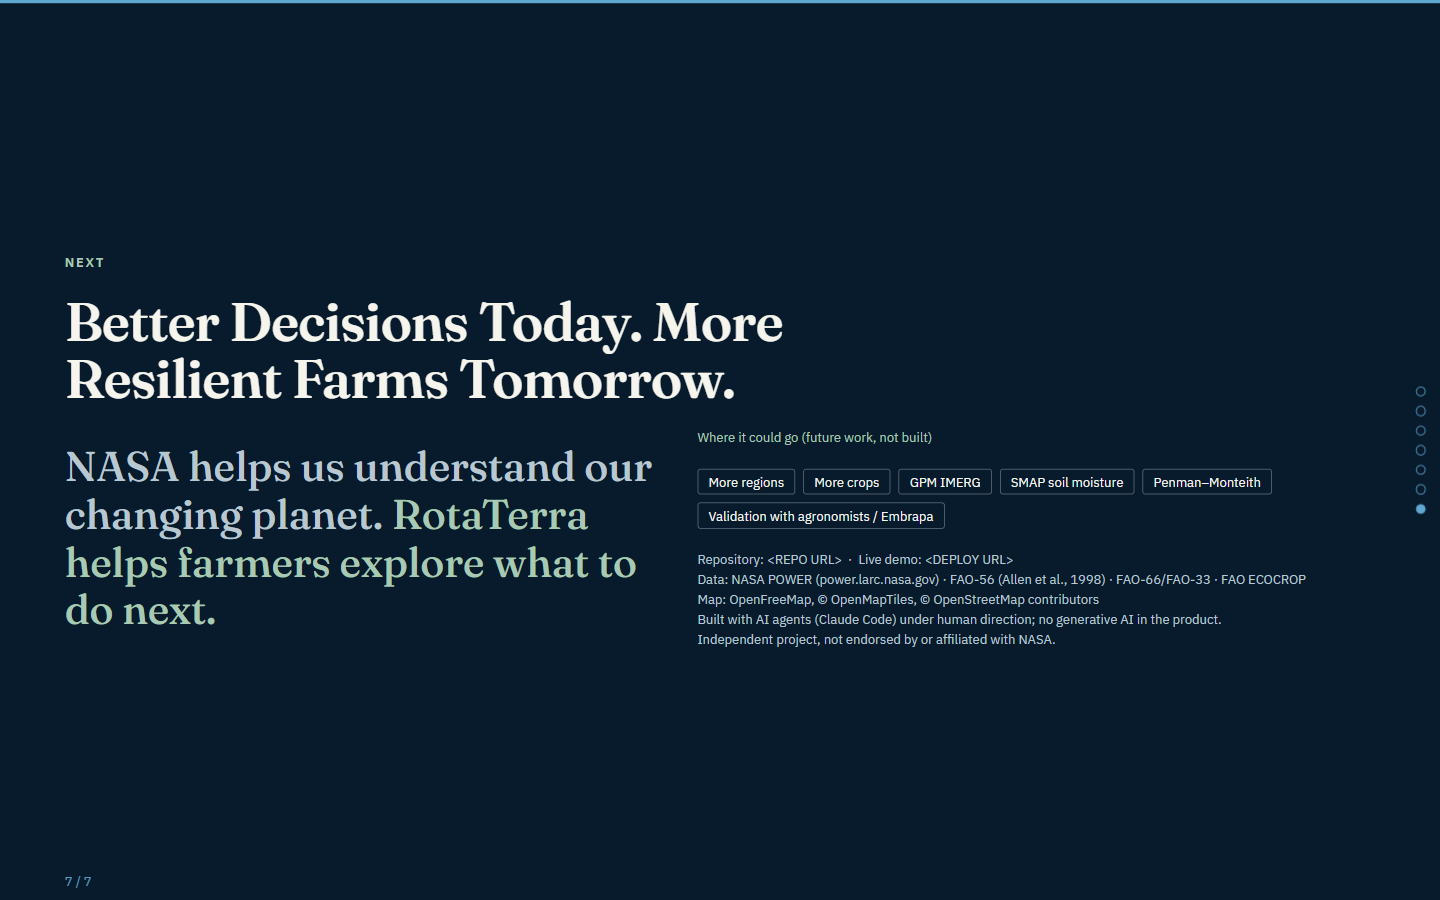 NEXT
Better Decisions Today. More
Resilient Farms Tomorrow.
NASA helps us understand our
changing planet. RotaTerra
helps farmers explore what to
do next.
Where it could go (future work, not built)
More regions
More crops
GPM IMERG
SMAP soil moisture
Penman–Monteith
Validation with agronomists / Embrapa
Repository: <REPO URL> · Live demo: <DEPLOY URL>
Data: NASA POWER (power.larc.nasa.gov) · FAO-56 (Allen et al., 1998) · FAO-66/FAO-33 · FAO ECOCROP
Map: OpenFreeMap, © OpenMapTiles, © OpenStreetMap contributors
Built with AI agents (Claude Code) under human direction; no generative AI in the product.
Independent project, not endorsed by or affiliated with NASA.
7 / 7